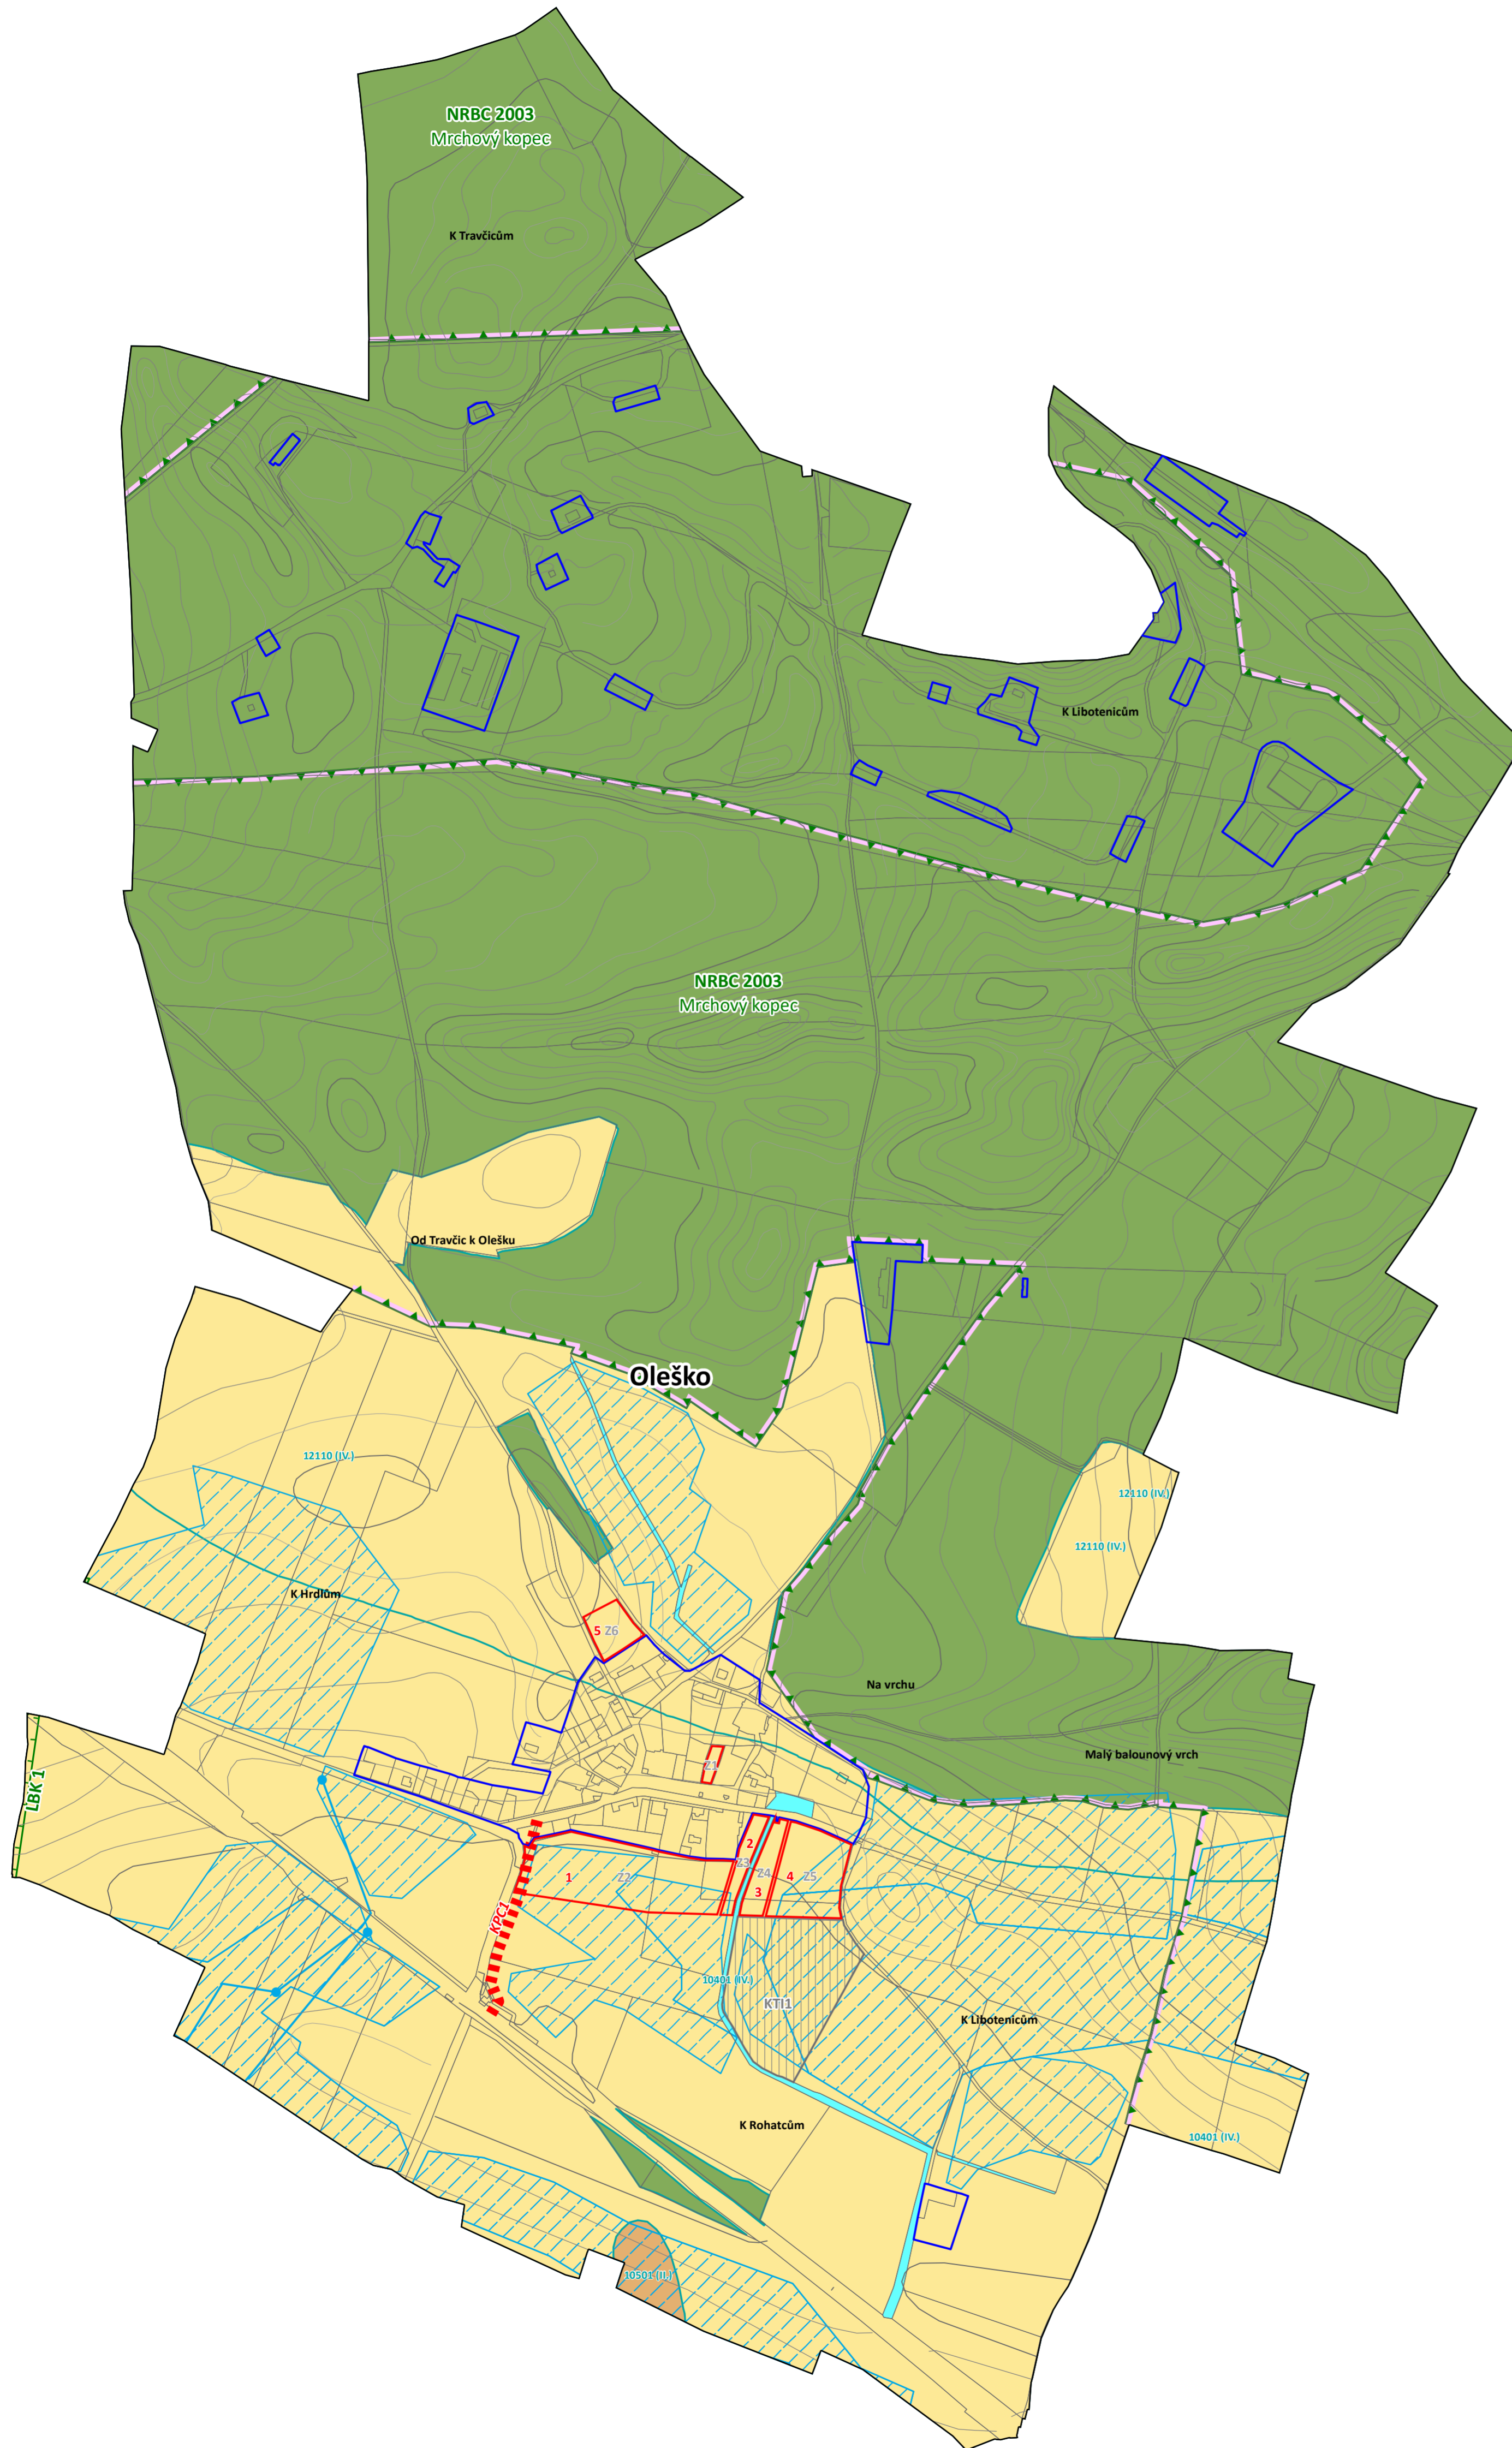 NRBC 2003
Mrchový kopec
K Travčicům
K Libotenicům
NRBC 2003
Mrchový kopec
Od Travčic k Olešku
Oleško
12110 (IV.)
12110 (IV.)
12110 (IV.)
K Hrdlům
5 Z6
Na vrchu
Malý balounový vrch
LBK 1
Z1
2
Z3
1
Z2
Z4
4
Z5
3
KPC1
10401 (IV.)
KTI1
K Libotenicům
K Rohatcům
10401 (IV.)
10501 (II.)